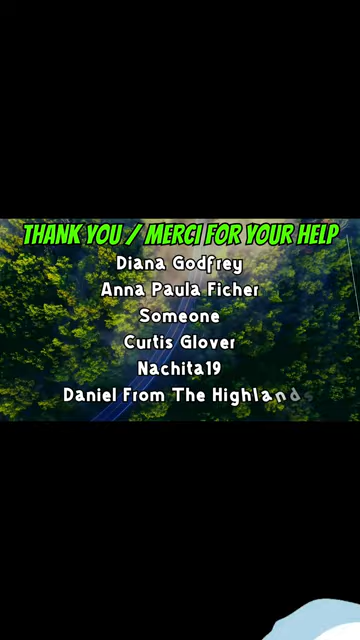 THANK YOU / MERCI FOR YOUR HELP
Diana Godfrey
Anna Paula Ficher
Someone
Curtis Glover
Nachita19
Daniel From The Highlands